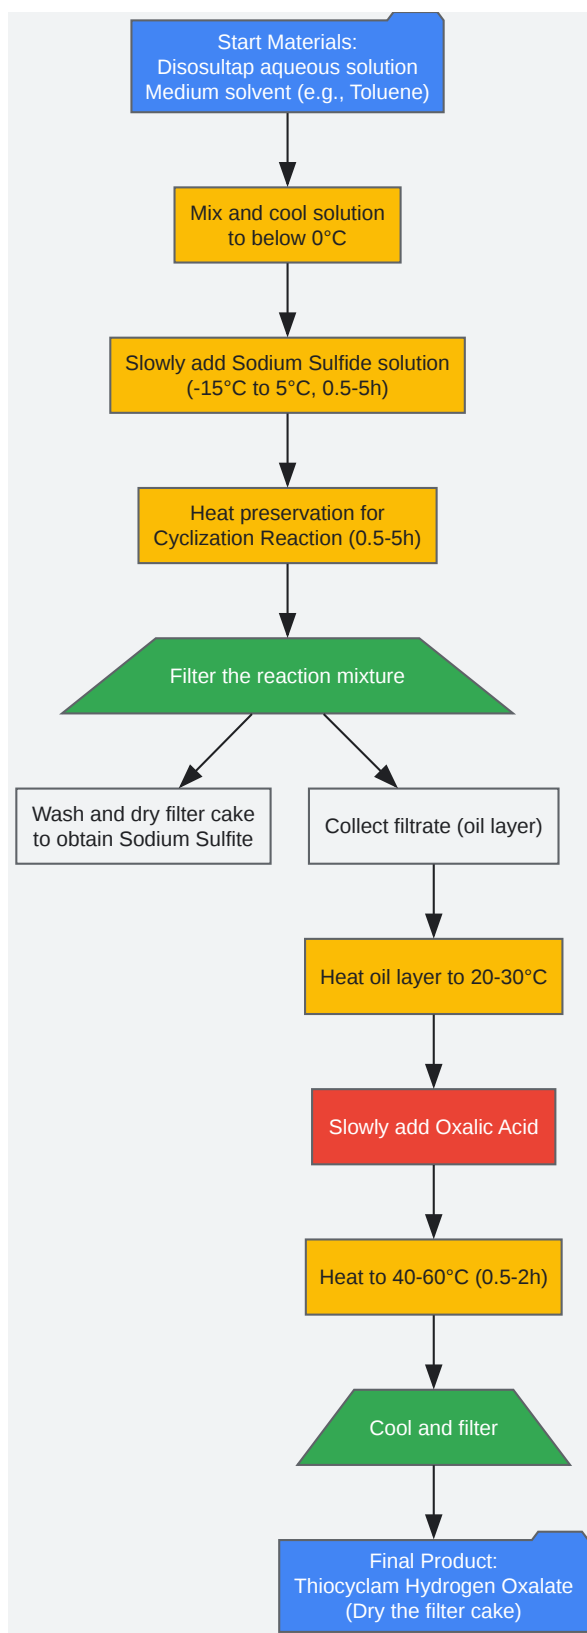 Start Materials:
Disosultap aqueous solution
Medium solvent (e.g., Toluene)
Mix and cool solution
to below 0°C
Slowly add Sodium Sulfide solution
(-15°C to 5°C, 0.5-5h)
Heat preservation for
Cyclization Reaction (0.5-5h)
Filter the reaction mixture
Wash and dry filter cake
to obtain Sodium Sulfite
Collect filtrate (oil layer)
Heat oil layer to 20-30°C
Slowly add Oxalic Acid
Heat to 40-60°C (0.5-2h)
Cool and filter
Final Product:
Thiocyclam Hydrogen Oxalate
(Dry the filter cake)